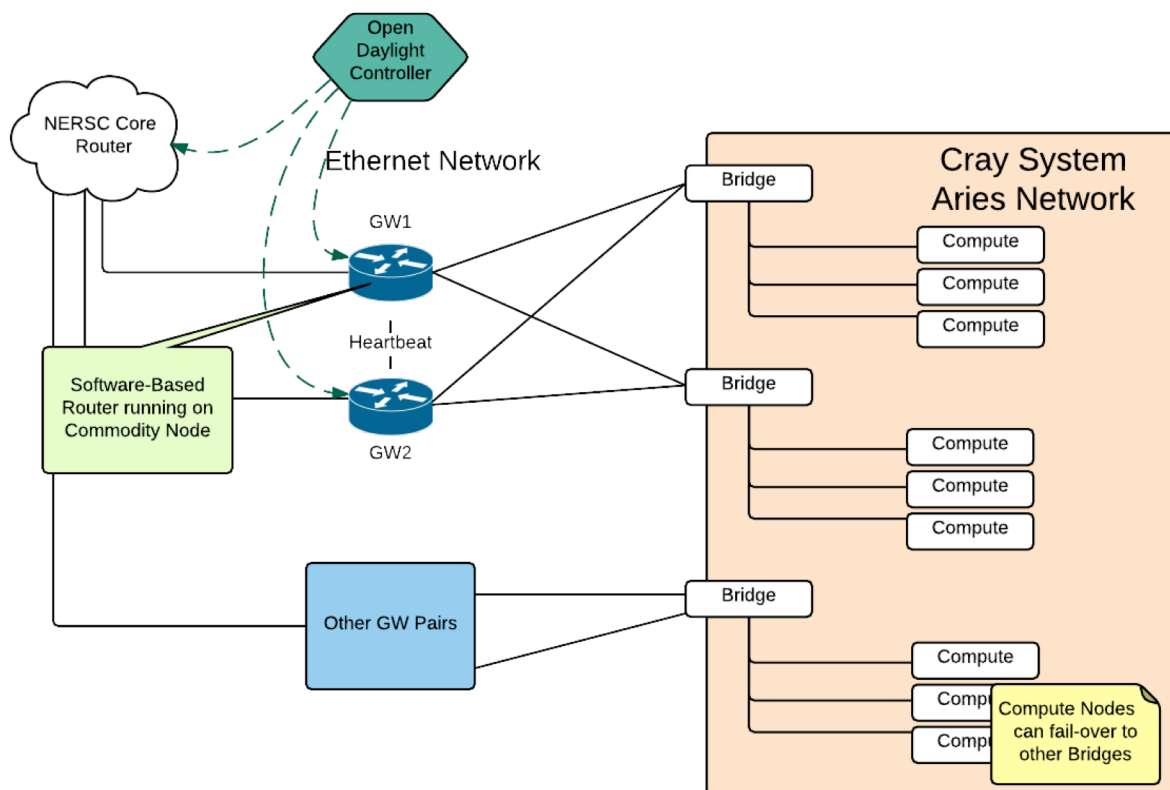 Open
Daylight
Controller
NERSC Core
Router
Ethernet Network
Cray System
Aries Network
Bridge
GW1
Compute
Compute
Compute
Heartbeat
Bridge
Software-Based
Router running on
Commodity Node
GW2
Compute
Compute
Compute
Other GW Pairs
Bridge
Compute
Compu
Compu
Compute Nodes
can fail-over to
other Bridges